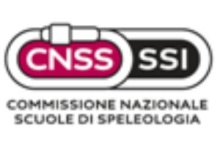 CNSS SSI
COMMISSIONE NAZIONALE
SCUOLE DI SPELEOLOGIA